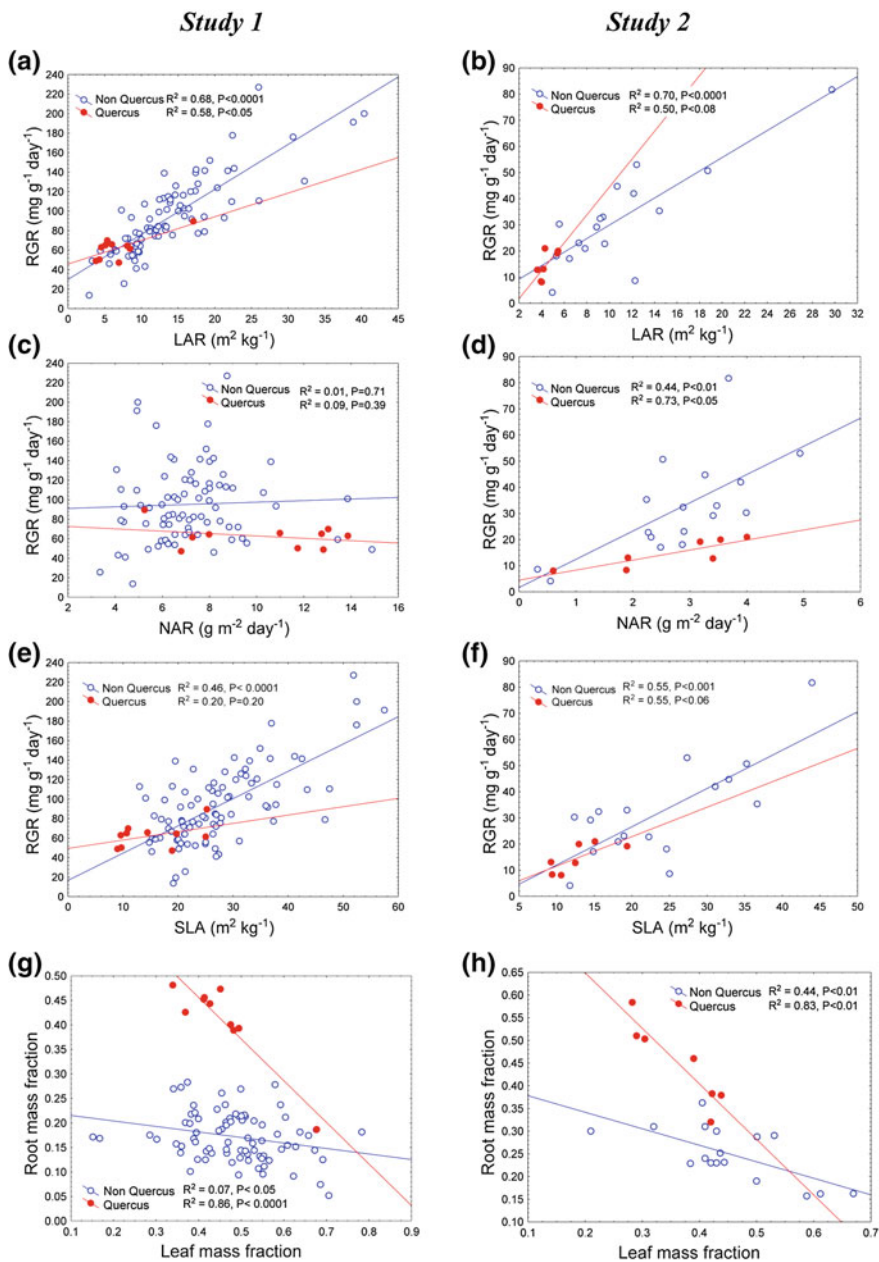 Study 1
Study 2
(a)
Non Quercus R² = 0.68, P<0.0001
Quercus R² = 0.58, P<0.05
240
220
200
180
160
140
120
100
80
60
40
20
0
RGR (mg g⁻¹ day⁻¹)
0 5 10 15 20 25 30 35 40 45
LAR (m² kg⁻¹)
(b)
Non Quercus R² = 0.70, P<0.0001
Quercus R² = 0.50, P<0.08
90
80
70
60
50
40
30
20
10
0
RGR (mg g⁻¹ day⁻¹)
2 4 6 8 10 12 14 16 18 20 22 24 26 28 30 32
LAR (m² kg⁻¹)
(c)
Non Quercus R² = 0.01, P=0.71
Quercus R² = 0.09, P=0.39
240
220
200
180
160
140
120
100
80
60
40
20
0
RGR (mg g⁻¹ day⁻¹)
2 4 6 8 10 12 14 16
NAR (g m⁻² day⁻¹)
(d)
Non Quercus R² = 0.44, P<0.01
Quercus R² = 0.73, P<0.05
90
80
70
60
50
40
30
20
10
0
RGR (mg g⁻¹ day⁻¹)
0 1 2 3 4 5 6
NAR (g m⁻² day⁻¹)
(e)
Non Quercus R² = 0.46, P< 0.0001
Quercus R² = 0.20, P=0.20
240
220
200
180
160
140
120
100
80
60
40
20
0
RGR (mg g⁻¹ day⁻¹)
0 10 20 30 40 50 60
SLA (m² kg⁻¹)
(f)
Non Quercus R² = 0.55, P<0.001
Quercus R² = 0.55, P<0.06
90
80
70
60
50
40
30
20
10
0
RGR (mg g⁻¹ day⁻¹)
5 10 15 20 25 30 35 40 45 50
SLA (m² kg⁻¹)
(g)
0.50
0.45
0.40
0.35
0.30
0.25
0.20
0.15
0.10
0.05
0.00
Root mass fraction
Non Quercus R² = 0.07, P< 0.05
Quercus R² = 0.86, P< 0.0001
0.1 0.2 0.3 0.4 0.5 0.6 0.7 0.8 0.9
Leaf mass fraction
(h)
Non Quercus R² = 0.44, P<0.01
Quercus R² = 0.83, P<0.01
0.65
0.60
0.55
0.50
0.45
0.40
0.35
0.30
0.25
0.20
0.15
0.10
Root mass fraction
0.1 0.2 0.3 0.4 0.5 0.6 0.7
Leaf mass fraction